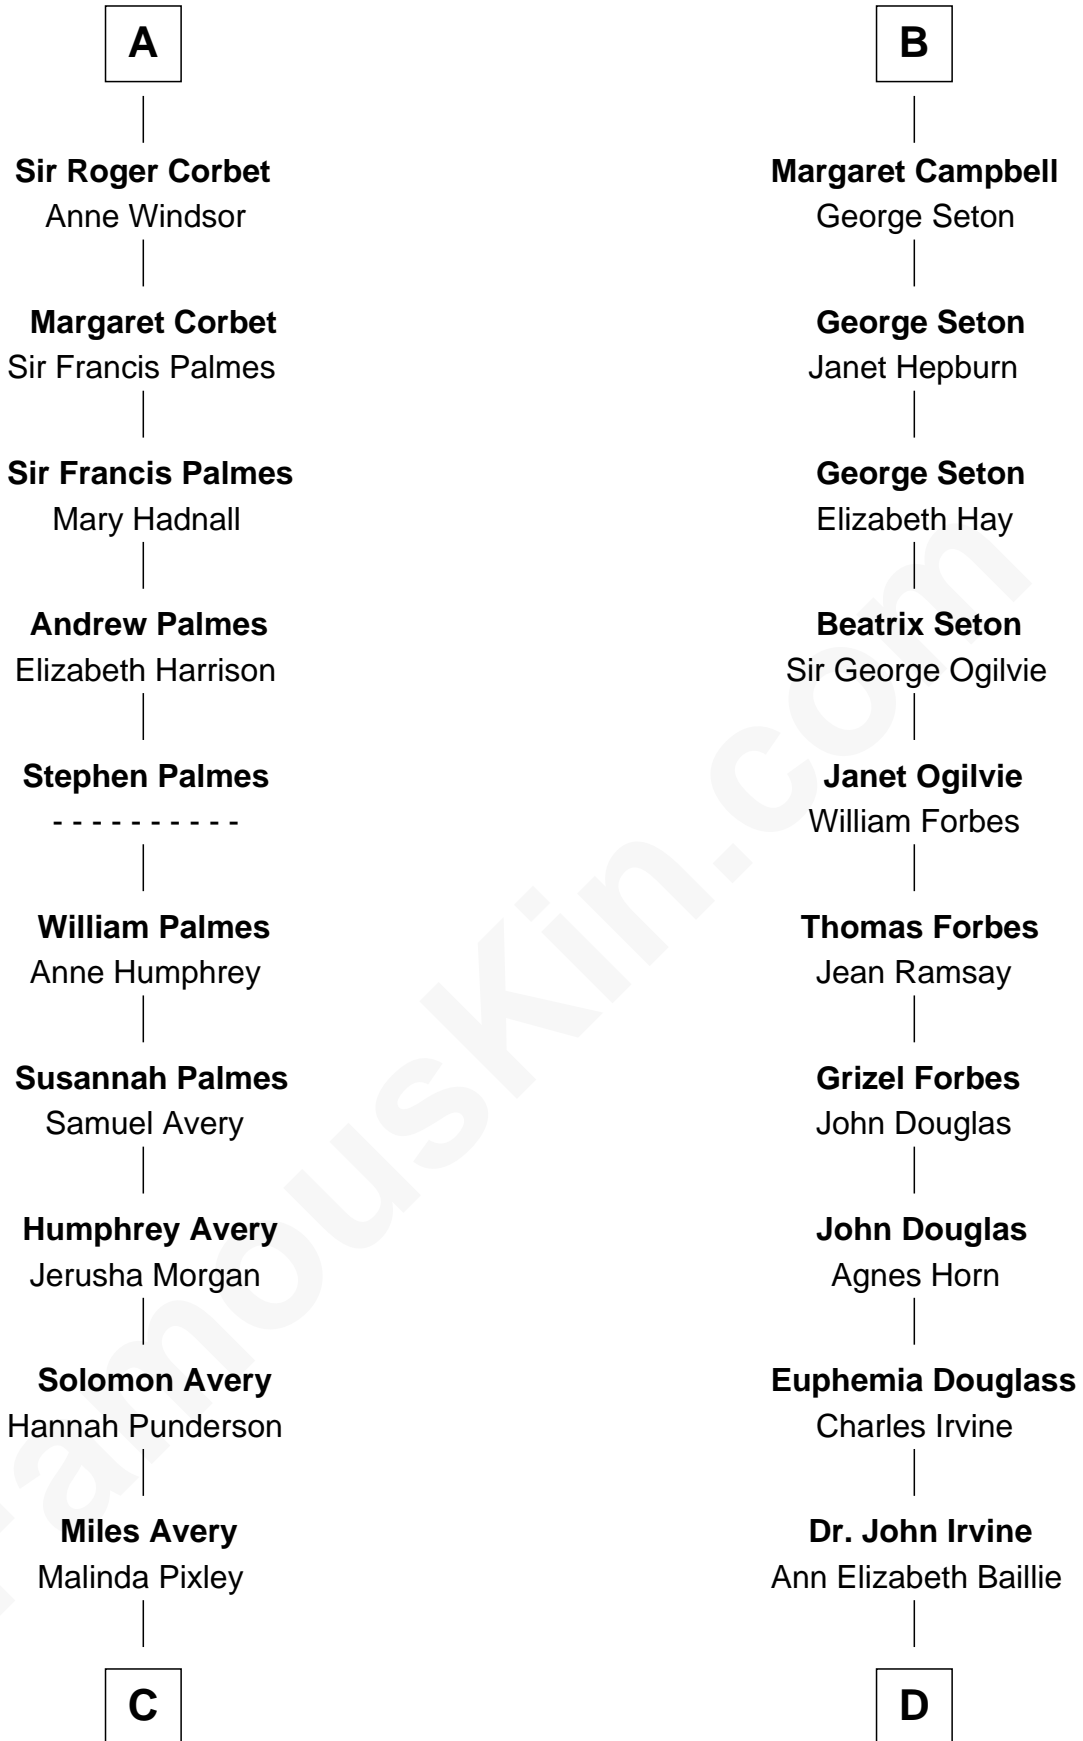 A
Sir Roger Corbet
Anne Windsor
Margaret Corbet
Sir Francis Palmes
Sir Francis Palmes
Mary Hadnall
Andrew Palmes
Elizabeth Harrison
Stephen Palmes
- - - - - - - - - -
William Palmes
Anne Humphrey
Susannah Palmes
Samuel Avery
Humphrey Avery
Jerusha Morgan
Solomon Avery
Hannah Punderson
Miles Avery
Malinda Pixley
C
B
Margaret Campbell
George Seton
George Seton
Janet Hepburn
George Seton
Elizabeth Hay
Beatrix Seton
Sir George Ogilvie
Janet Ogilvie
William Forbes
Thomas Forbes
Jean Ramsay
Grizel Forbes
John Douglas
John Douglas
Agnes Horn
Euphemia Douglass
Charles Irvine
Dr. John Irvine
Ann Elizabeth Baillie
D
FamousKin.com